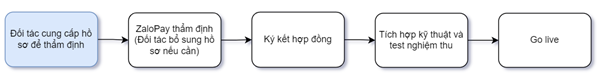 Đối tác cung cấp hồ
sơ để thẩm định
ZaloPay thẩm định
(Đối tác bổ sung hồ
sơ nếu cần)
Ký kết hợp đồng
Tích hợp kỹ thuật và
test nghiệm thu
Go live